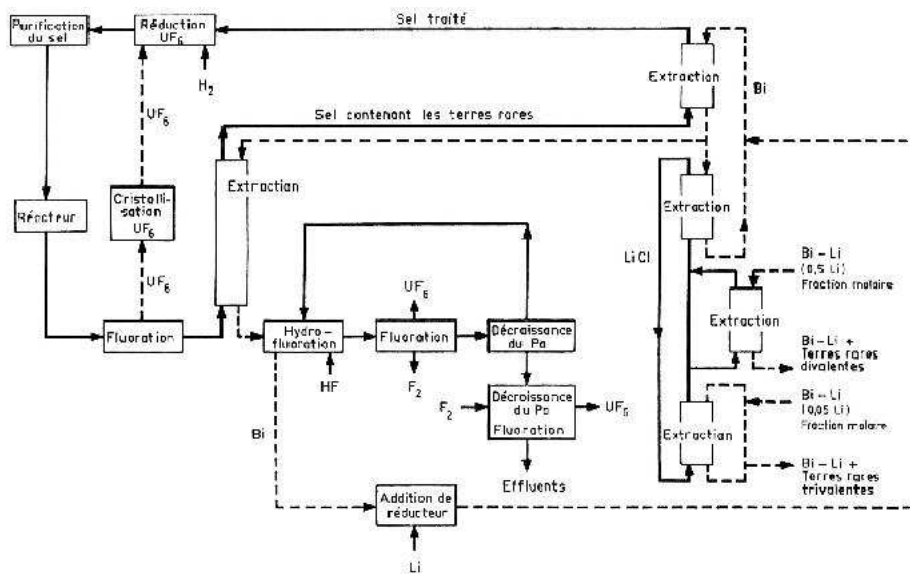 Purification
du sel
Réduction
UF6
Sel traité
H2
Extraction
Bi
UF6
Sel contenant les terres rares
Extraction
Cristalli-
sation
UF6
Réacteur
Extraction
LiCl
UF6
Bi-Li
(0,5 Li)
Fraction molaire
UF6
Extraction
Fluoration
Hydro-
fluoration
Fluoration
Décroissance
du Pa
Bi-Li +
Terres rares
divalentes
HF
F2
F2
Décroissance
du Pa
Fluoration
UF6
Bi-Li
(0,05 Li)
Fraction molaire
Bi
Extraction
Effluents
Bi-Li +
Terres rares
trivalentes
Addition de
réducteur
Li